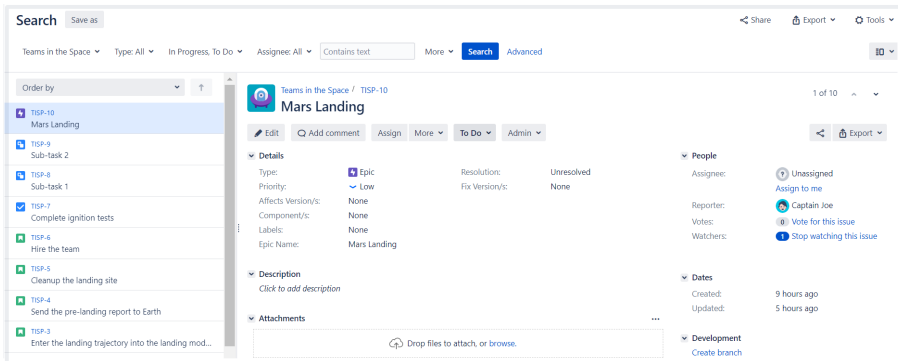 Search Save as Share Export Tools
Teams in the Space Type: All In Progress, To Do Assignee: All Contains text More Search Advanced
Order by
TISP-10
Mars Landing
TISP-9
Sub-task 2
TISP-8
Sub-task 1
TISP-7
Complete ignition tests
TISP-6
Hire the team
TISP-5
Cleanup the landing site
TISP-4
Send the pre-landing report to Earth
TISP-3
Enter the landing trajectory into the landing mod...
Teams in the Space / TISP-10
Mars Landing
1 of 10
Edit Add comment Assign More To Do Admin Export
Details
Type: Epic Resolution: Unresolved
Priority: Low Fix Version/s: None
Affects Version/s: None
Component/s: None
Labels: None
Epic Name: Mars Landing
Description
Click to add description
Attachments
Drop files to attach, or browse.
People
Assignee: Unassigned
Assign to me
Reporter: Captain Joe
Votes: 0 Vote for this issue
Watchers: 1 Stop watching this issue
Dates
Created: 9 hours ago
Updated: 5 hours ago
Development
Create branch